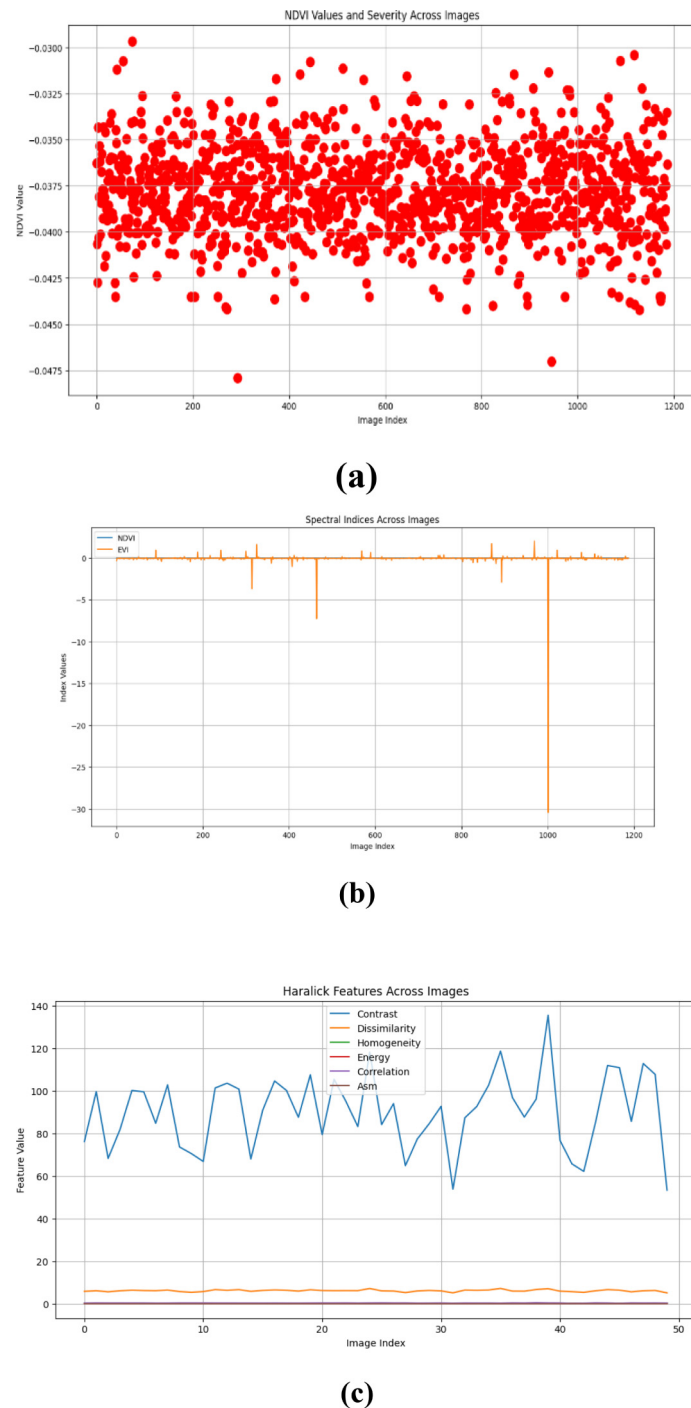 NDVI Values and Severity Across Images
−0.0300
−0.0325
−0.0350
−0.0375
−0.0400
−0.0425
−0.0450
−0.0475
NDVI Value
0 200 400 600 800 1000 1200
Image Index
(a)
Spectral Indices Across Images
NDVI
EVI
0
−5
−10
−15
−20
−25
−30
Index Values
0 200 400 600 800 1000 1200
Image Index
(b)
Haralick Features Across Images
Contrast
Dissimilarity
Homogeneity
Energy
Correlation
Asm
140
120
100
80
60
40
20
0
Feature Value
0 10 20 30 40 50
Image Index
(c)